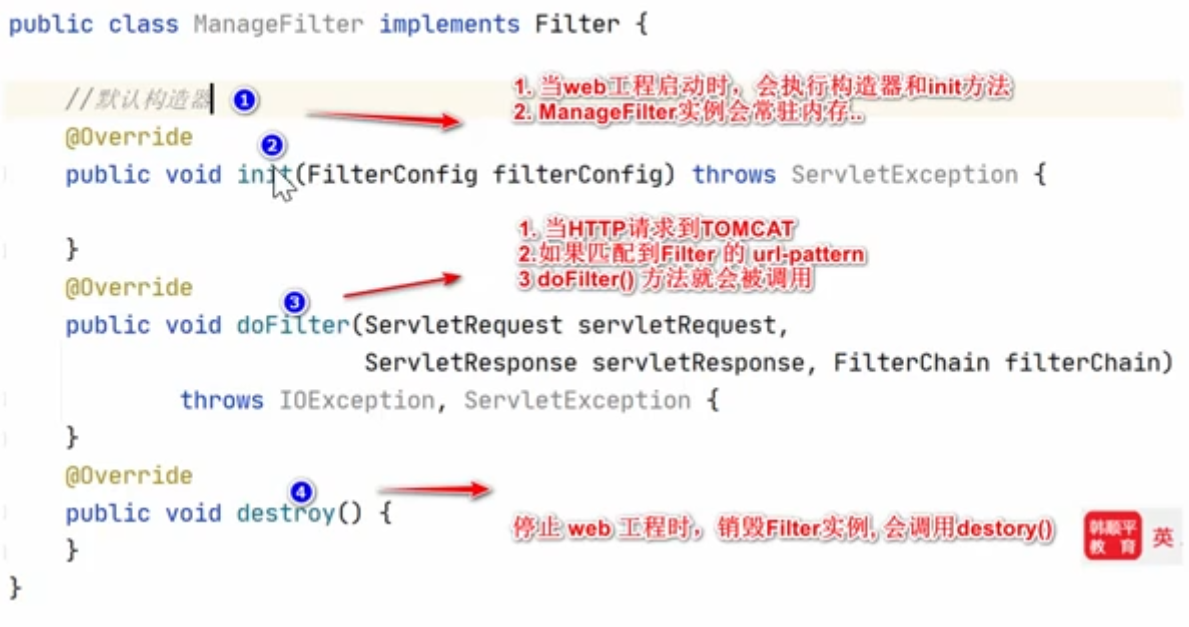 public class ManageFilter implements Filter {
//默认构造器 1
1. 当web工程启动时，会执行构造器和init方法
2. ManageFilter实例会常驻内存..
@Override
2
public void init(FilterConfig filterConfig) throws ServletException {
}
1. 当HTTP请求到TOMCAT
2.如果匹配到Filter 的 url-pattern
3 doFilter() 方法就会被调用
@Override
3
public void doFilter(ServletRequest servletRequest,
ServletResponse servletResponse, FilterChain filterChain)
throws IOException, ServletException {
}
@Override
4
public void destroy() {
停止 web 工程时，销毁Filter实例, 会调用destory()
}
}
韩顺平
教育
英